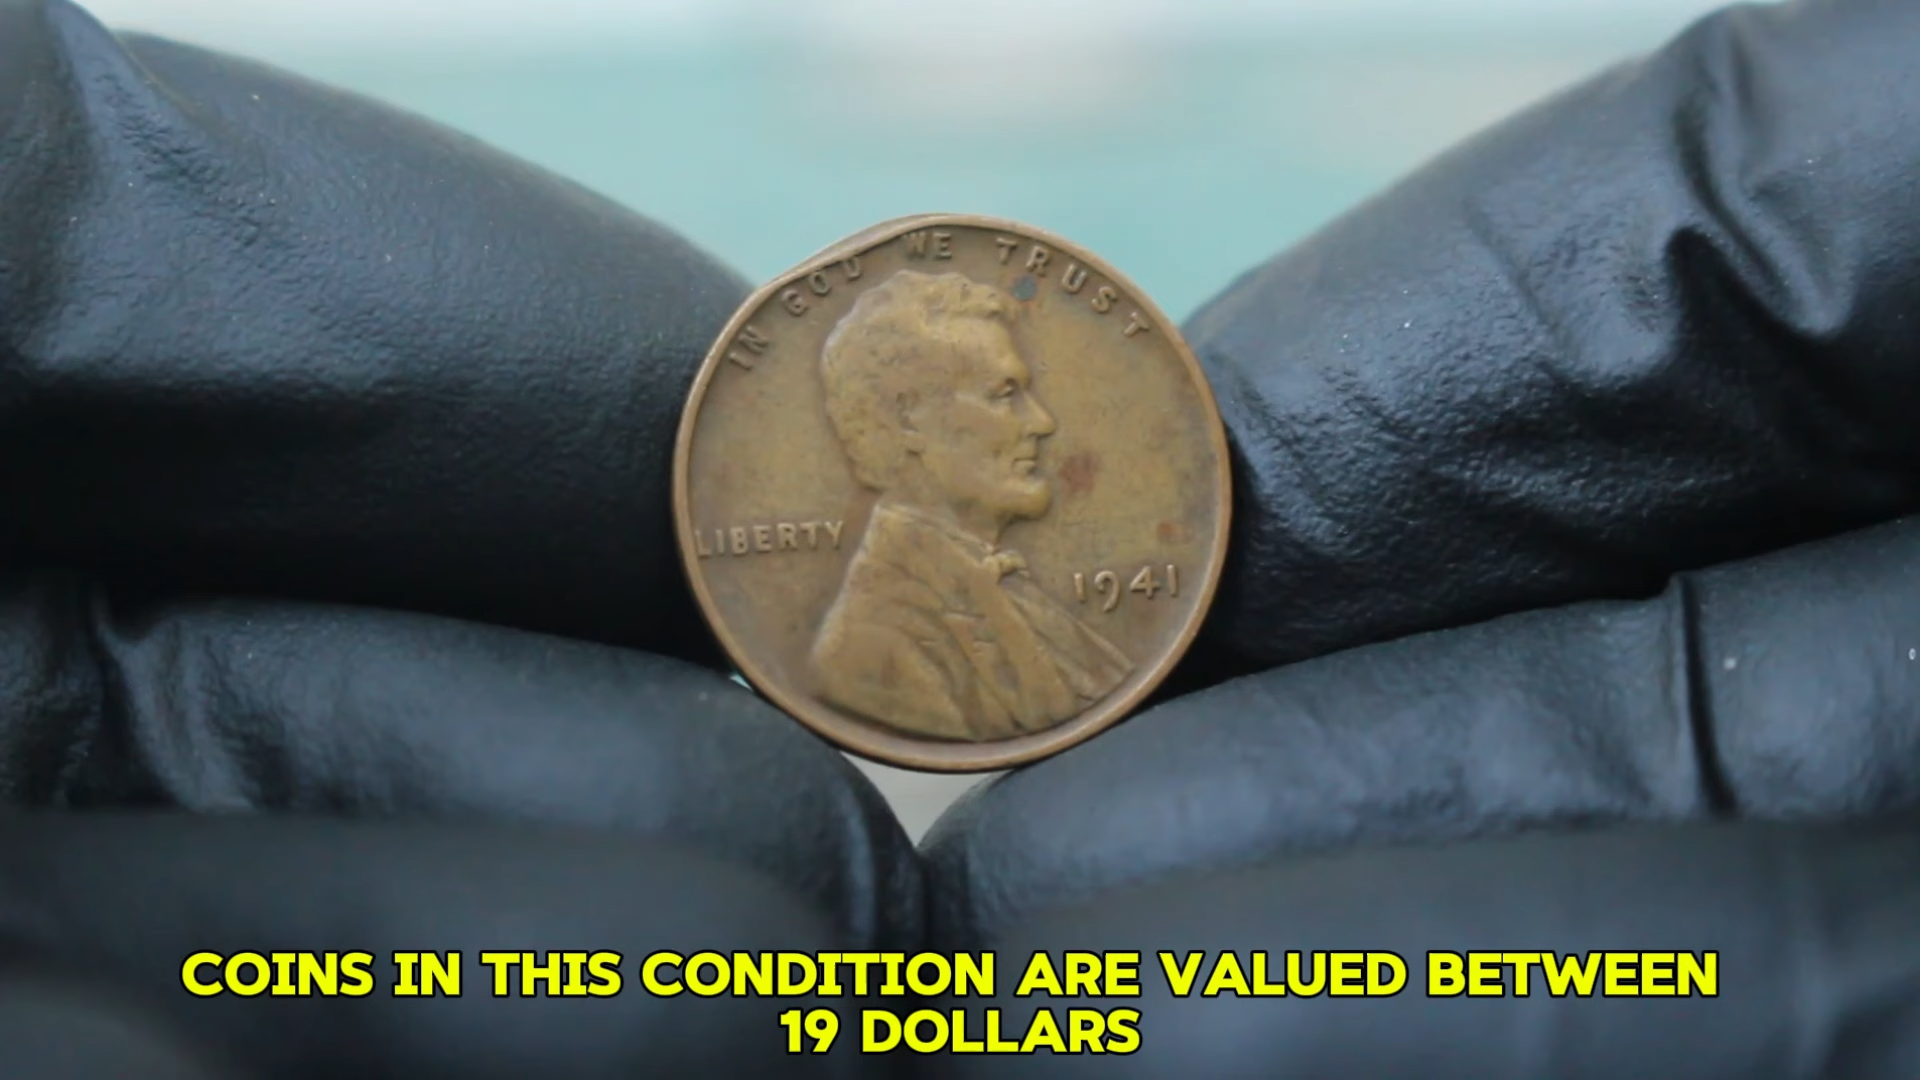 IN GOD WE TRUST
LIBERTY
1941
COINS IN THIS CONDITION ARE VALUED BETWEEN
19 DOLLARS